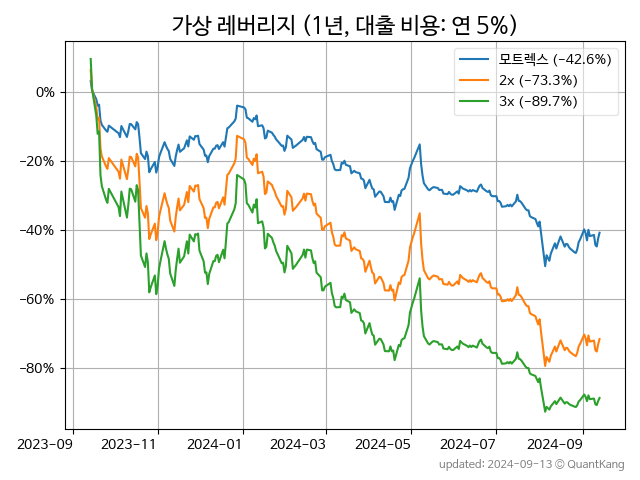 가상 레버리지 (1년, 대출 비용: 연 5%)
모트렉스 (-42.6%)
2x (-73.3%)
3x (-89.7%)
0%
-20%
-40%
-60%
-80%
2023-09 2023-11 2024-01 2024-03 2024-05 2024-07 2024-09
updated: 2024-09-13 © QuantKang